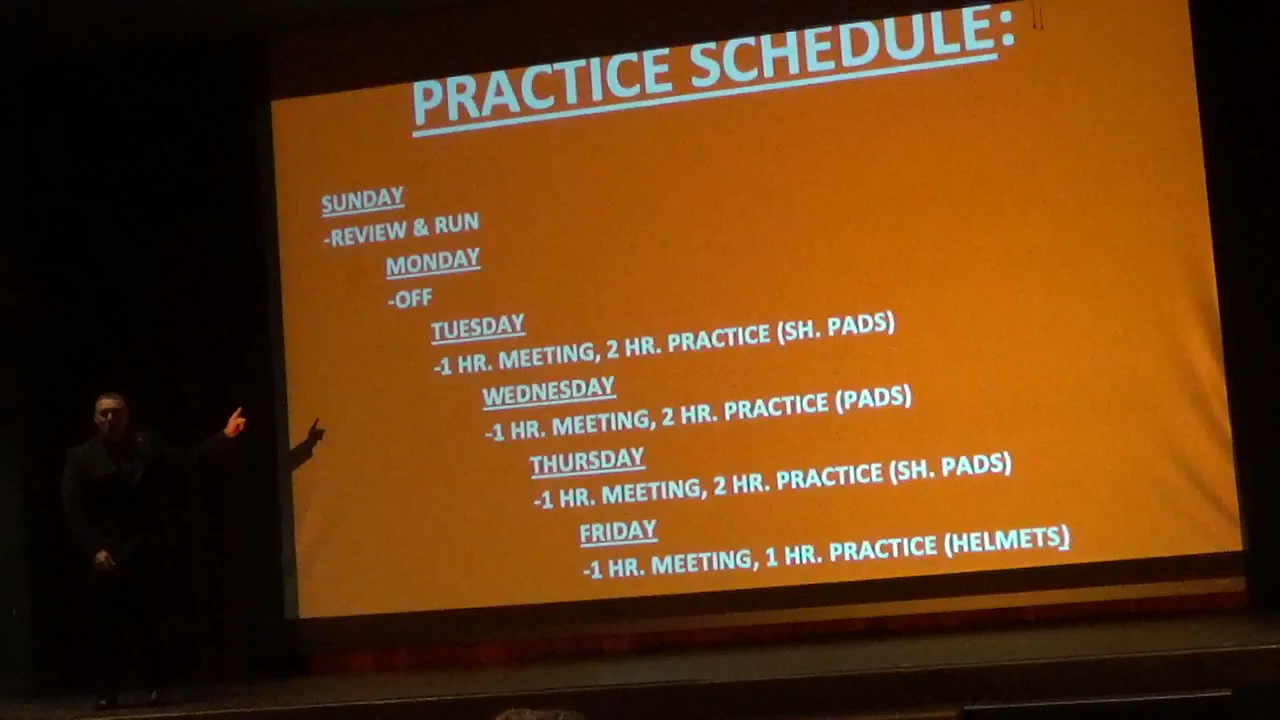 PRACTICE SCHEDULE:
SUNDAY
-REVIEW & RUN
MONDAY
-OFF
TUESDAY
-1 HR. MEETING, 2 HR. PRACTICE (SH. PADS)
WEDNESDAY
-1 HR. MEETING, 2 HR. PRACTICE (PADS)
THURSDAY
-1 HR. MEETING, 2 HR. PRACTICE (SH. PADS)
FRIDAY
-1 HR. MEETING, 1 HR. PRACTICE (HELMETS)